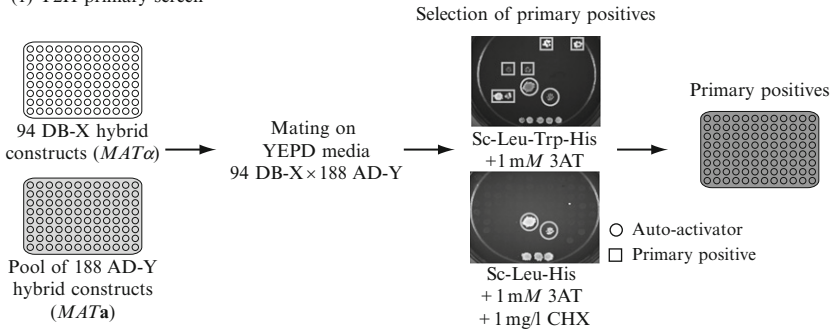 (1) Y2H primary screen
Selection of primary positives
94 DB-X hybrid
constructs (MATα)
Pool of 188 AD-Y
hybrid constructs
(MATa)
Mating on
YEPD media
94 DB-X × 188 AD-Y
Sc-Leu-Trp-His
+1 mM 3AT
Sc-Leu-His
+ 1 mM 3AT
+ 1 mg/l CHX
Primary positives
Auto-activator
Primary positive